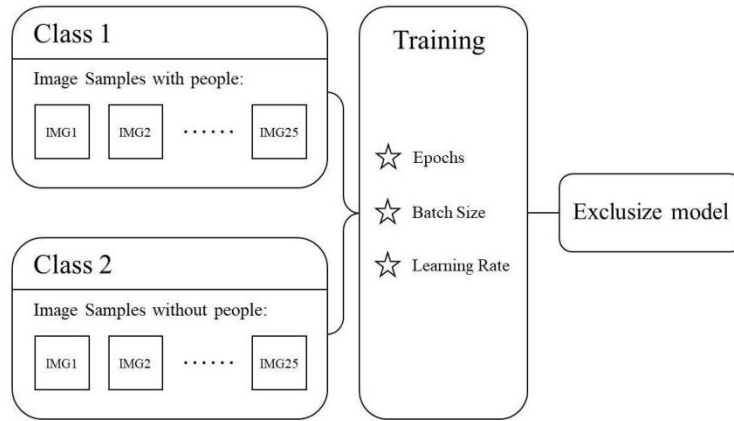 Class 1
Image Samples with people:
IMG1 IMG2 ······ IMG25
Class 2
Image Samples without people:
IMG1 IMG2 ······ IMG25
Training
Epochs
Batch Size
Learning Rate
Exclusize model